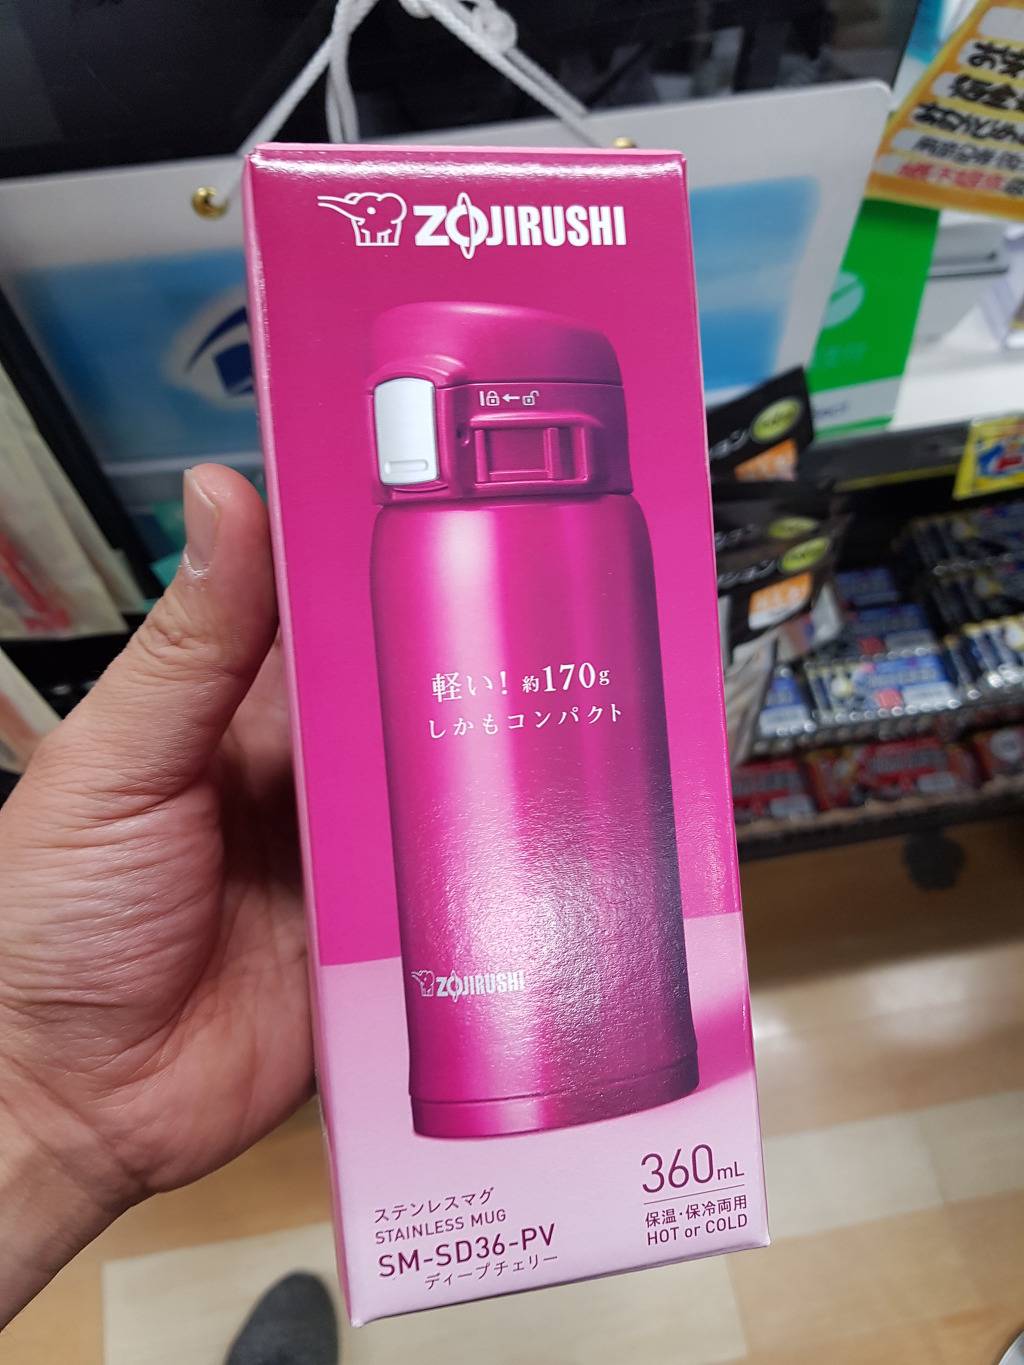 ZOJIRUSHI
軽い! 約170g
しかもコンパクト
ZOJIRUSHI
ステンレスマグ
STAINLESS MUG
SM-SD36-PV
ディープチェリー
360mL
保温・保冷両用
HOT or COLD